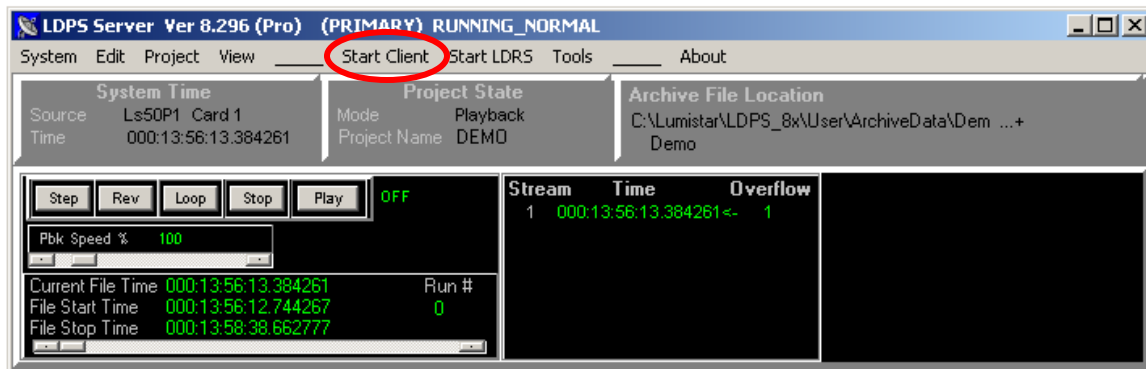 LDPS Server Ver 8.296 (Pro) (PRIMARY) RUNNING_NORMAL
System Edit Project View _____ Start Client Start LDRS Tools _____ About
System Time
Source Ls50P1 Card 1
Time 000:13:56:13.384261
Project State
Mode Playback
Project Name DEMO
Archive File Location
C:\Lumistar\LDPS_8x\User\ArchiveData\Dem ...+
Demo
Step Rev Loop Stop Play OFF
Pbk Speed % 100
Current File Time 000:13:56:13.384261 Run #
File Start Time 000:13:56:12.744267 0
File Stop Time 000:13:58:38.662777
Stream Time Overflow
1 000:13:56:13.384261<- 1